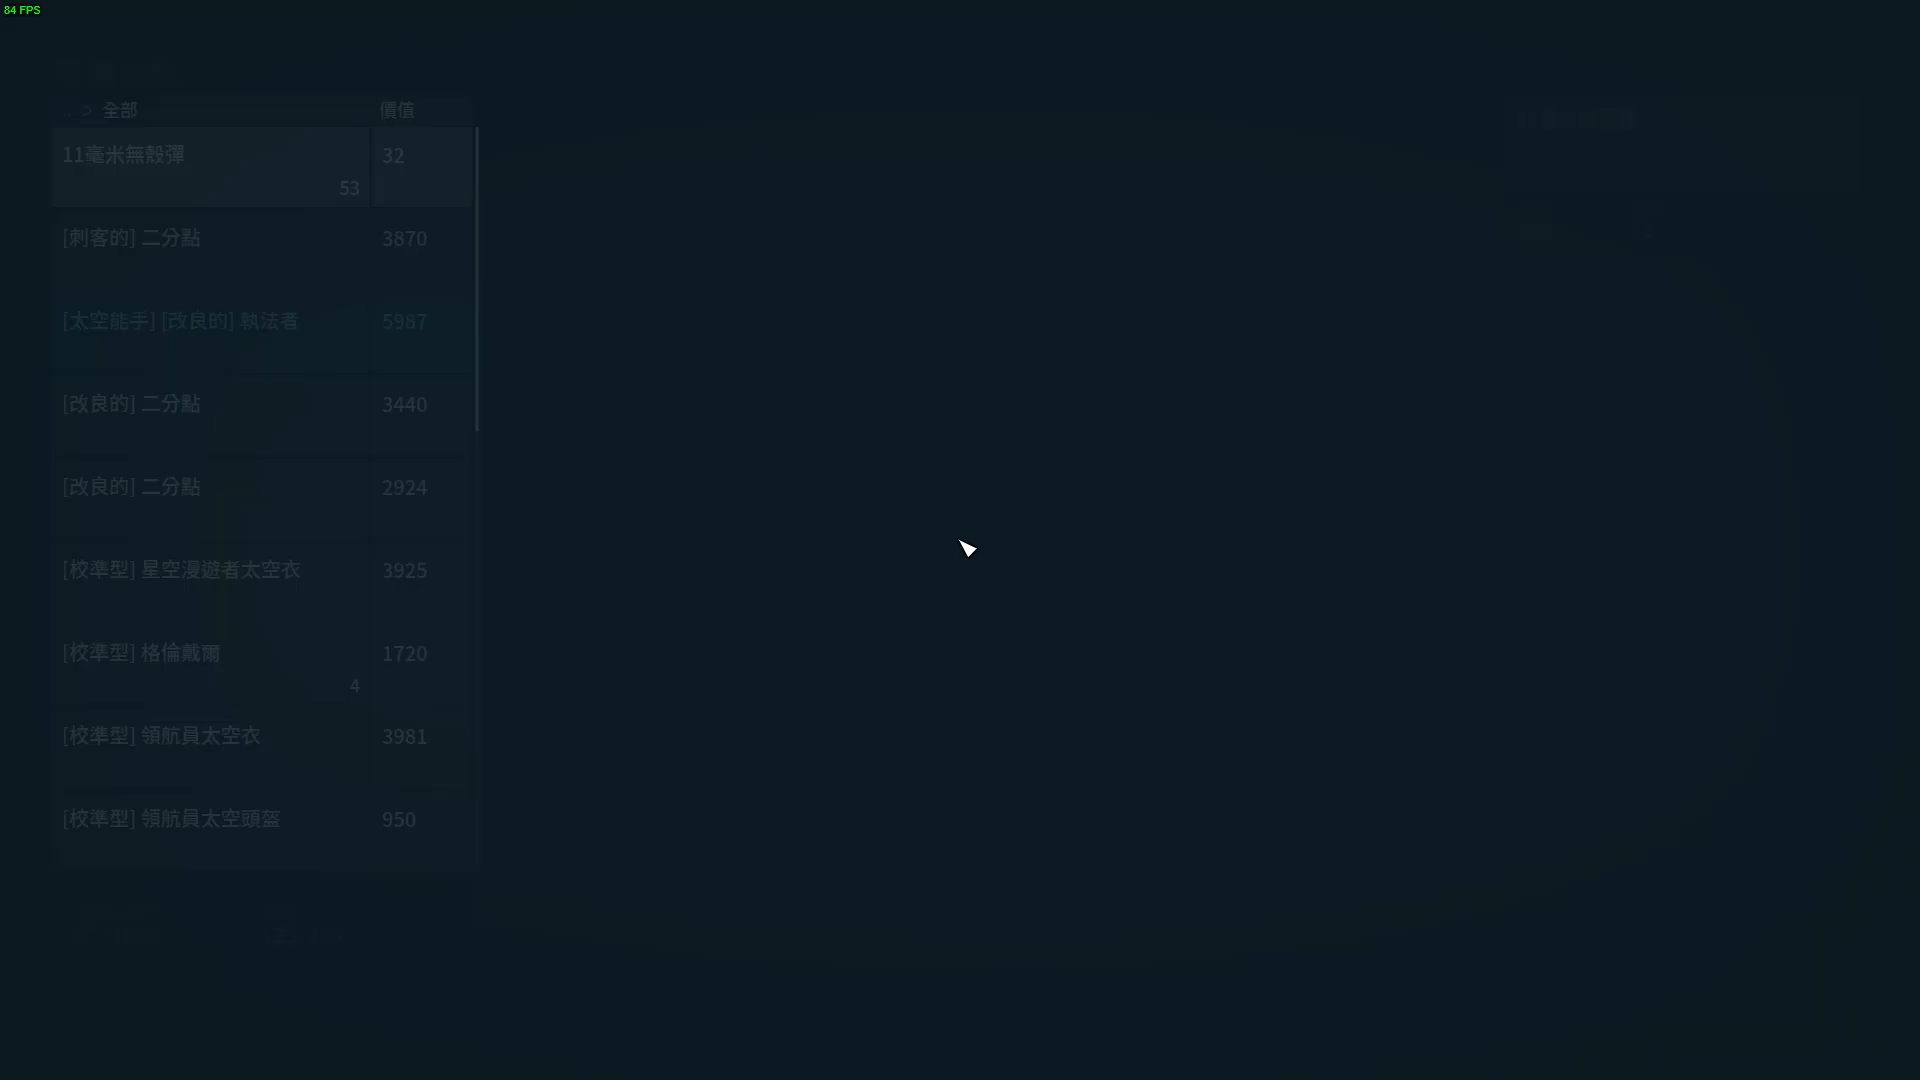 84 FPS
.. > 全部 價值
11毫米無殼彈 32
53
[刺客的] 二分點 3870
[太空能手] [改良的] 執法者 5987
[改良的] 二分點 3440
[改良的] 二分點 2924
[校準型] 星空漫遊者太空衣 3925
[校準型] 格倫戴爾 1720
4
[校準型] 領航員太空衣 3981
[校準型] 領航員太空頭盔 950